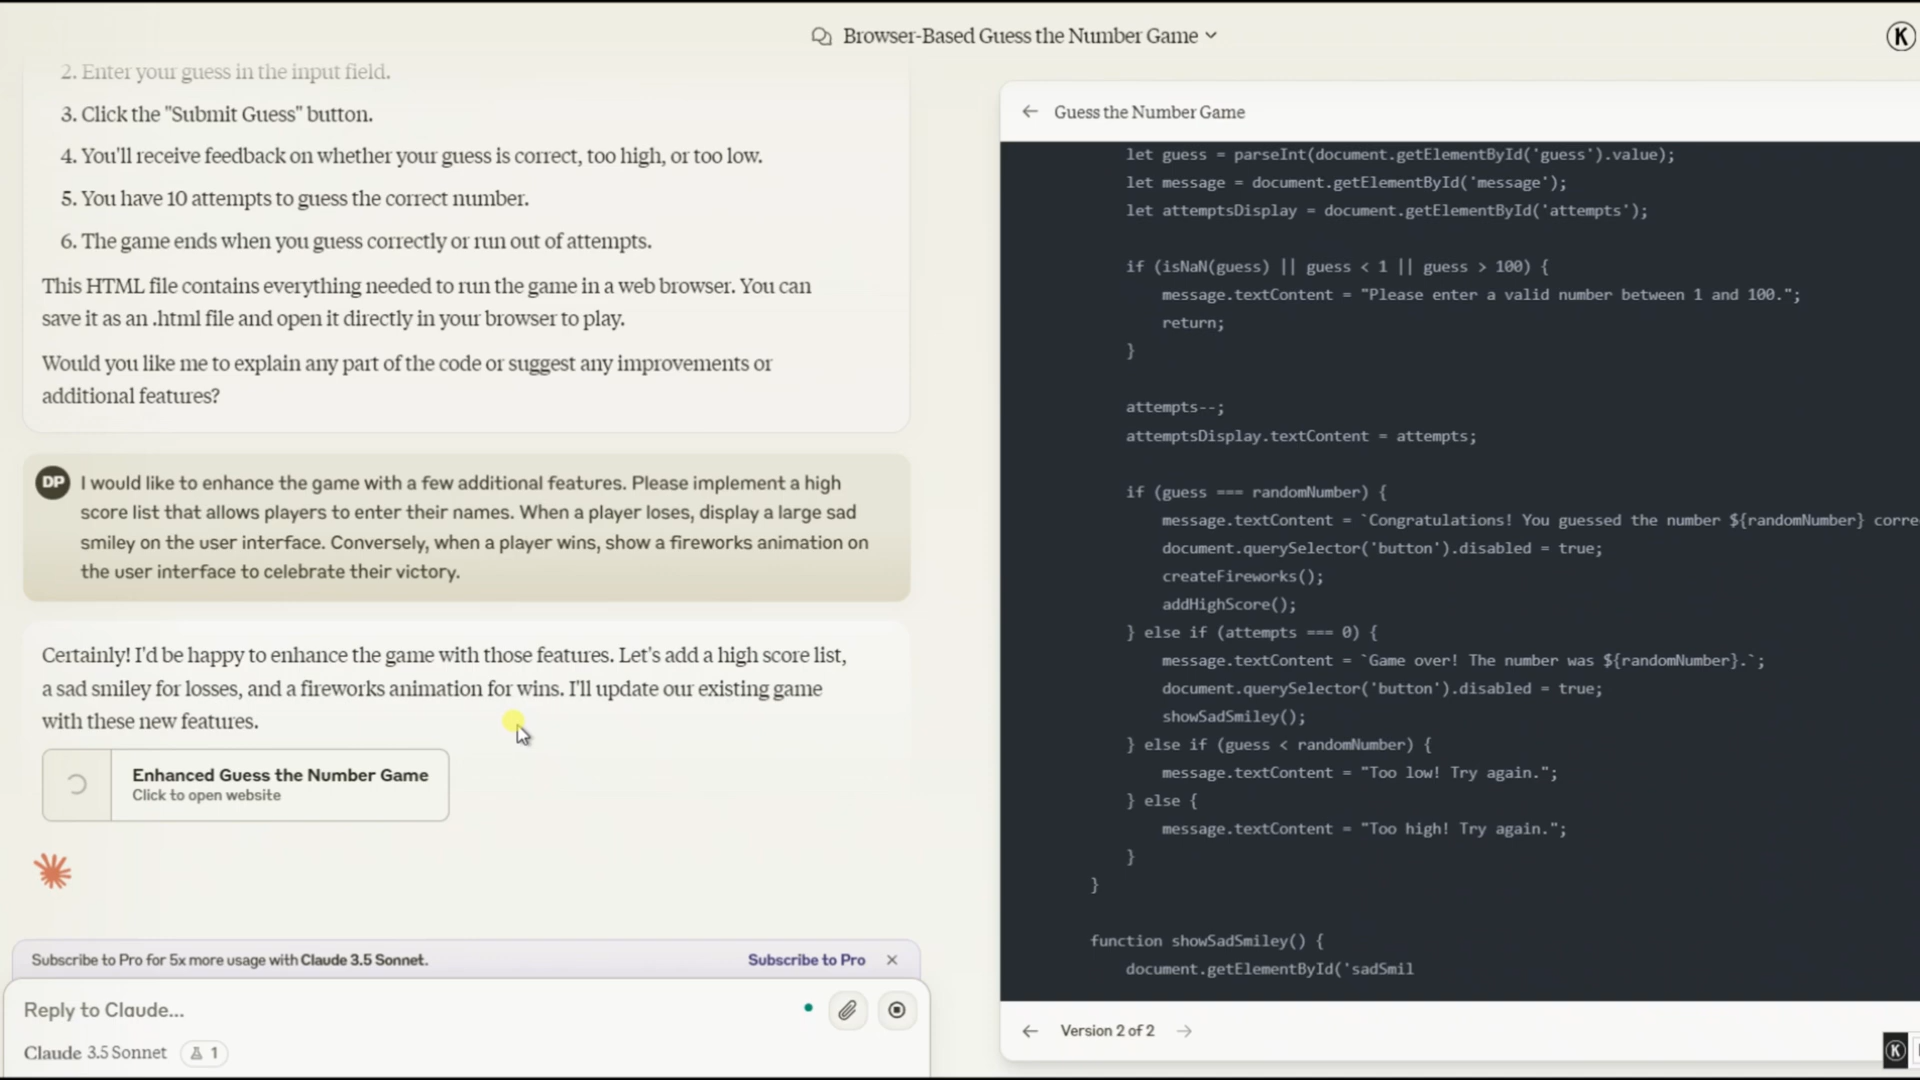 Browser-Based Guess the Number Game
K
2. Enter your guess in the input field.
3. Click the "Submit Guess" button.
4. You'll receive feedback on whether your guess is correct, too high, or too low.
5. You have 10 attempts to guess the correct number.
6. The game ends when you guess correctly or run out of attempts.
This HTML file contains everything needed to run the game in a web browser. You can
save it as an .html file and open it directly in your browser to play.
Would you like me to explain any part of the code or suggest any improvements or
additional features?
DP
I would like to enhance the game with a few additional features. Please implement a high
score list that allows players to enter their names. When a player loses, display a large sad
smiley on the user interface. Conversely, when a player wins, show a fireworks animation on
the user interface to celebrate their victory.
Certainly! I'd be happy to enhance the game with those features. Let's add a high score list,
a sad smiley for losses, and a fireworks animation for wins. I'll update our existing game
with these new features.
Enhanced Guess the Number Game
Click to open website
Subscribe to Pro for 5x more usage with Claude 3.5 Sonnet.
Subscribe to Pro
Reply to Claude...
Claude 3.5 Sonnet
1
Guess the Number Game
let guess = parseInt(document.getElementById('guess').value);
let message = document.getElementById('message');
let attemptsDisplay = document.getElementById('attempts');
if (isNaN(guess) || guess < 1 || guess > 100) {
message.textContent = "Please enter a valid number between 1 and 100.";
return;
}
attempts--;
attemptsDisplay.textContent = attempts;
if (guess === randomNumber) {
message.textContent = `Congratulations! You guessed the number ${randomNumber} corre
document.querySelector('button').disabled = true;
createFireworks();
addHighScore();
} else if (attempts === 0) {
message.textContent = `Game over! The number was ${randomNumber}.`;
document.querySelector('button').disabled = true;
showSadSmiley();
} else if (guess < randomNumber) {
message.textContent = "Too low! Try again.";
} else {
message.textContent = "Too high! Try again.";
}
}
function showSadSmiley() {
document.getElementById('sadSmil
Version 2 of 2
K